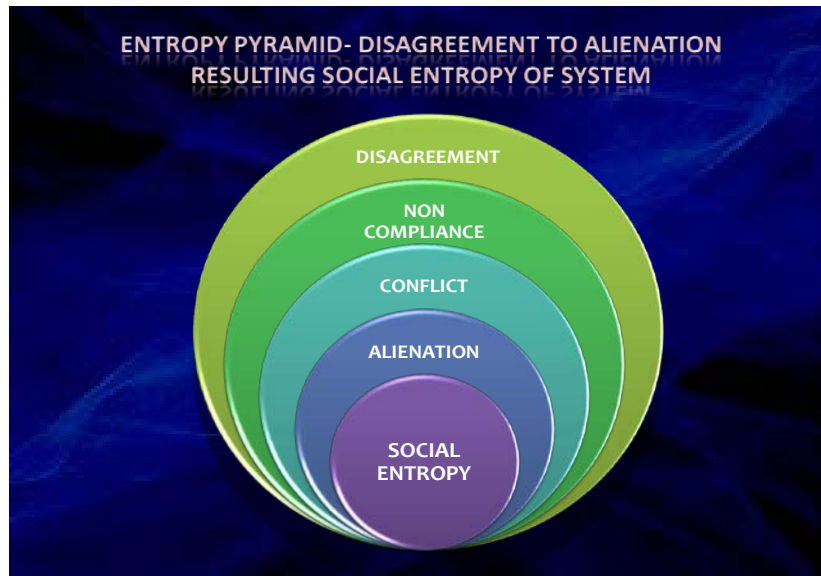 ENTROPY PYRAMID- DISAGREEMENT TO ALIENATION
RESULTING SOCIAL ENTROPY OF SYSTEM
DISAGREEMENT
NON
COMPLIANCE
CONFLICT
ALIENATION
SOCIAL
ENTROPY